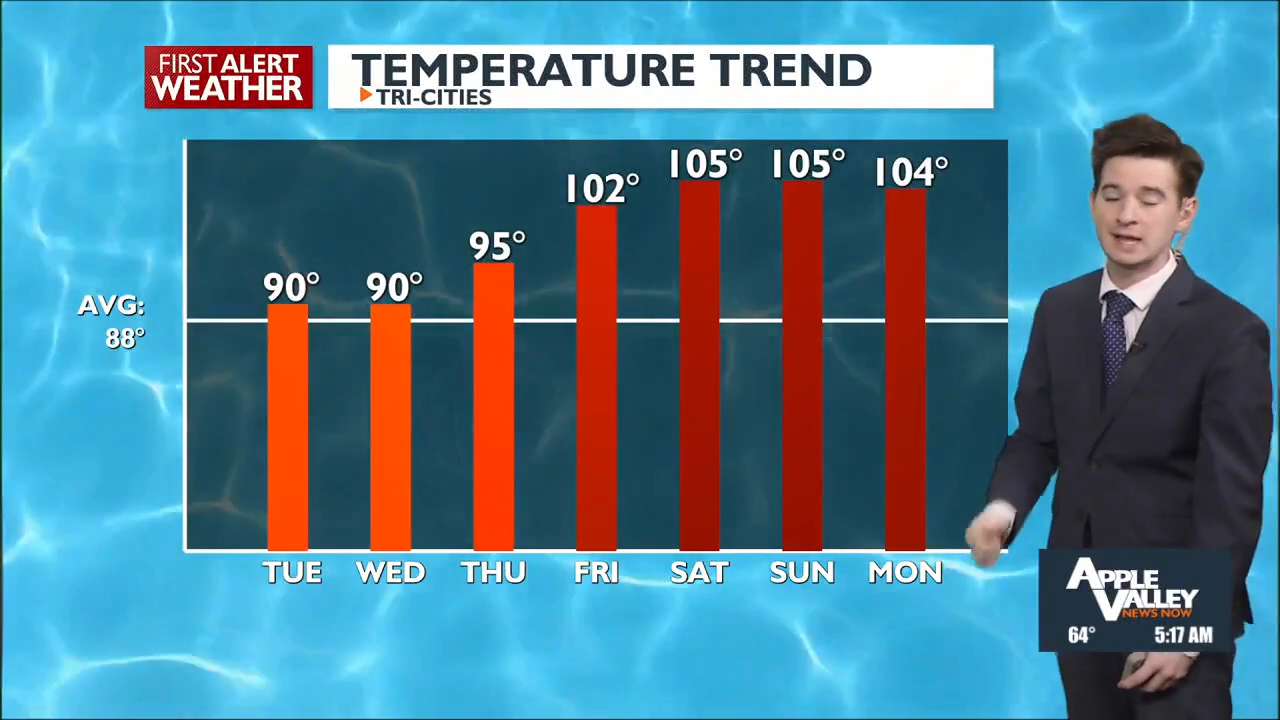 FIRST ALERT
WEATHER
TEMPERATURE TREND
TRI-CITIES
105° 105° 104°
102°
95°
90° 90°
AVG:
88°
TUE WED THU FRI SAT SUN MON
APPLE
VALLEY
NEWS NOW
64° 5:17 AM